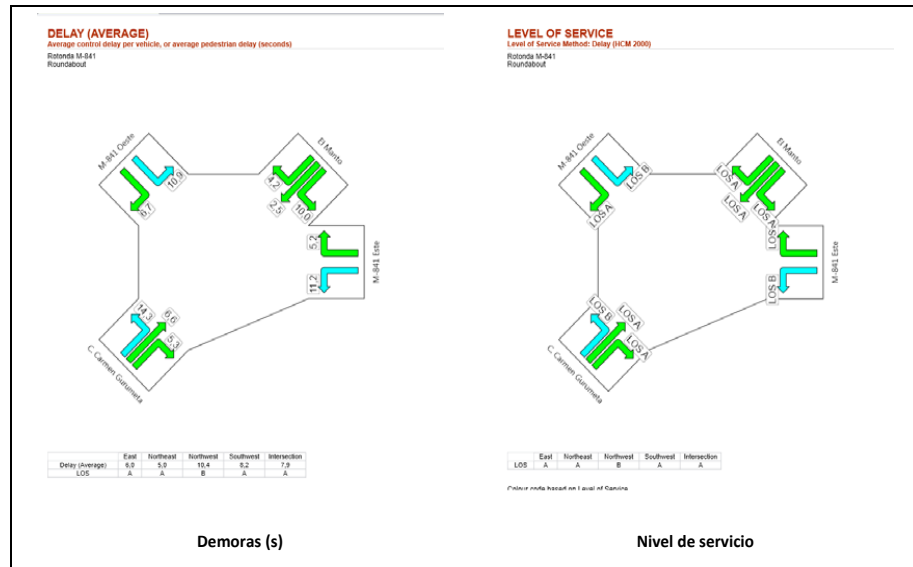 DELAY (AVERAGE)
Average control delay per vehicle, or average pedestrian delay (seconds)
Rotonda M-841
Roundabout
M-841 Oeste
El Manto
10,9
6,7
4,2
2,5
10,0
5,2
11,2
M-841 Este
14,3
6,6
5,3
C. Carmen Gurumeta
East Northeast Northwest Southwest Intersection
Delay (Average) 6,0 5,0 10,4 8,2 7,9
LOS A A B A A
Demoras (s)
LEVEL OF SERVICE
Level of Service Method: Delay (HCM 2000)
Rotonda M-841
Roundabout
M-841 Oeste
El Manto
LOS B
LOS A
LOS A
LOS A
LOS A
LOS A
LOS B
M-841 Este
LOS B
LOS A
LOS A
C. Carmen Gurumeta
East Northeast Northwest Southwest Intersection
LOS A A B A A
Colour code based on Level of Service
Nivel de servicio